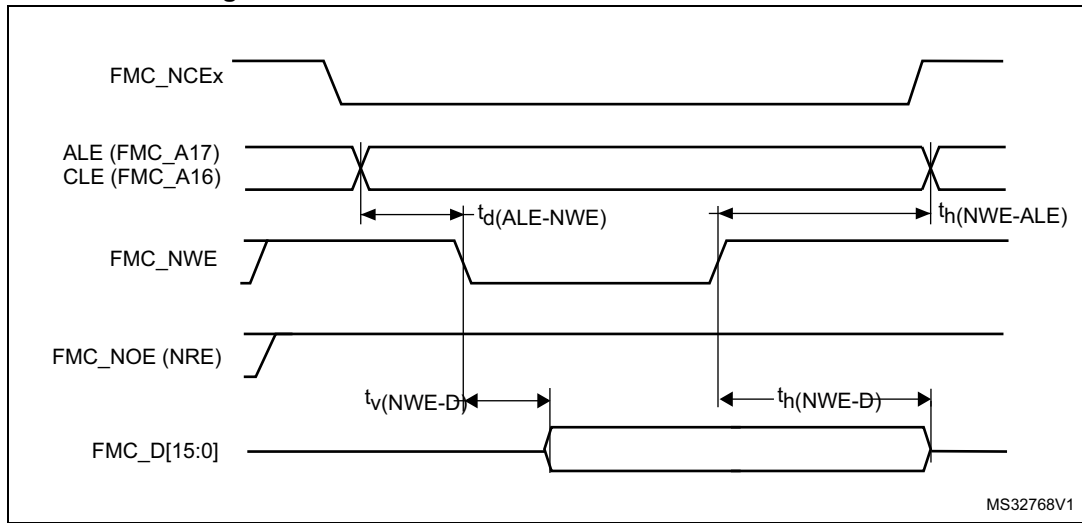 FMC_NCEx
ALE (FMC_A17)
CLE (FMC_A16)
td(ALE-NWE)
th(NWE-ALE)
FMC_NWE
FMC_NOE (NRE)
tv(NWE-D)
th(NWE-D)
FMC_D[15:0]
MS32768V1